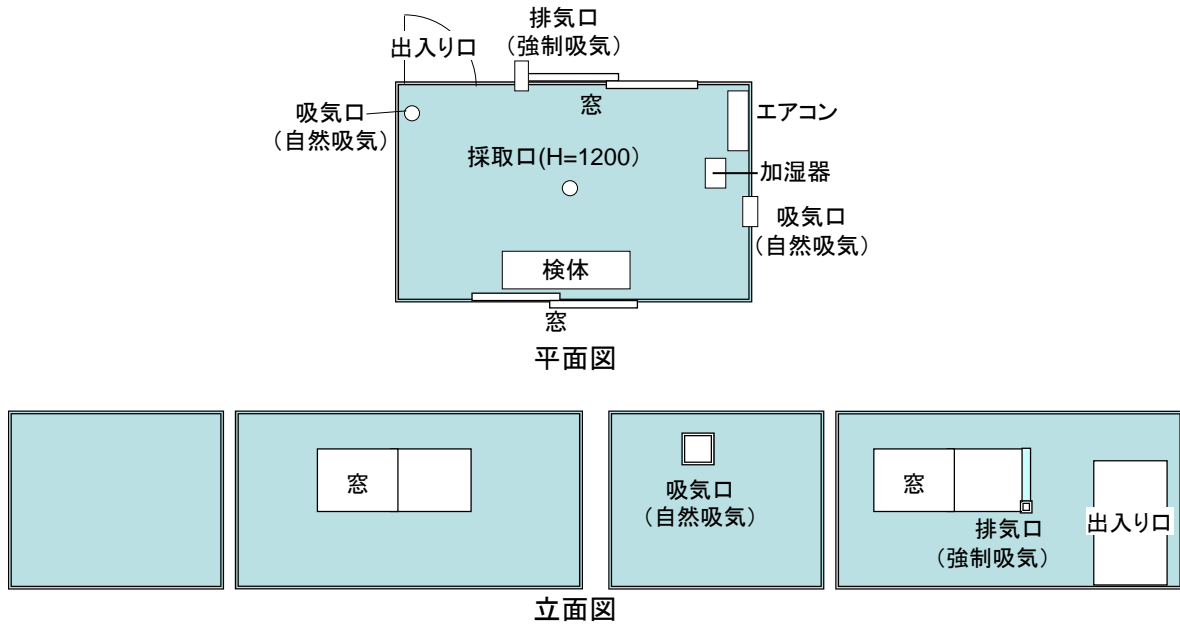 排気口
（強制吸気）
出入り口
窓
吸気口
（自然吸気）
エアコン
採取口(H=1200）
加湿器
吸気口
（自然吸気）
検体
窓
平面図
窓
吸気口
（自然吸気）
窓
排気口
（強制吸気）
出入り口
立面図